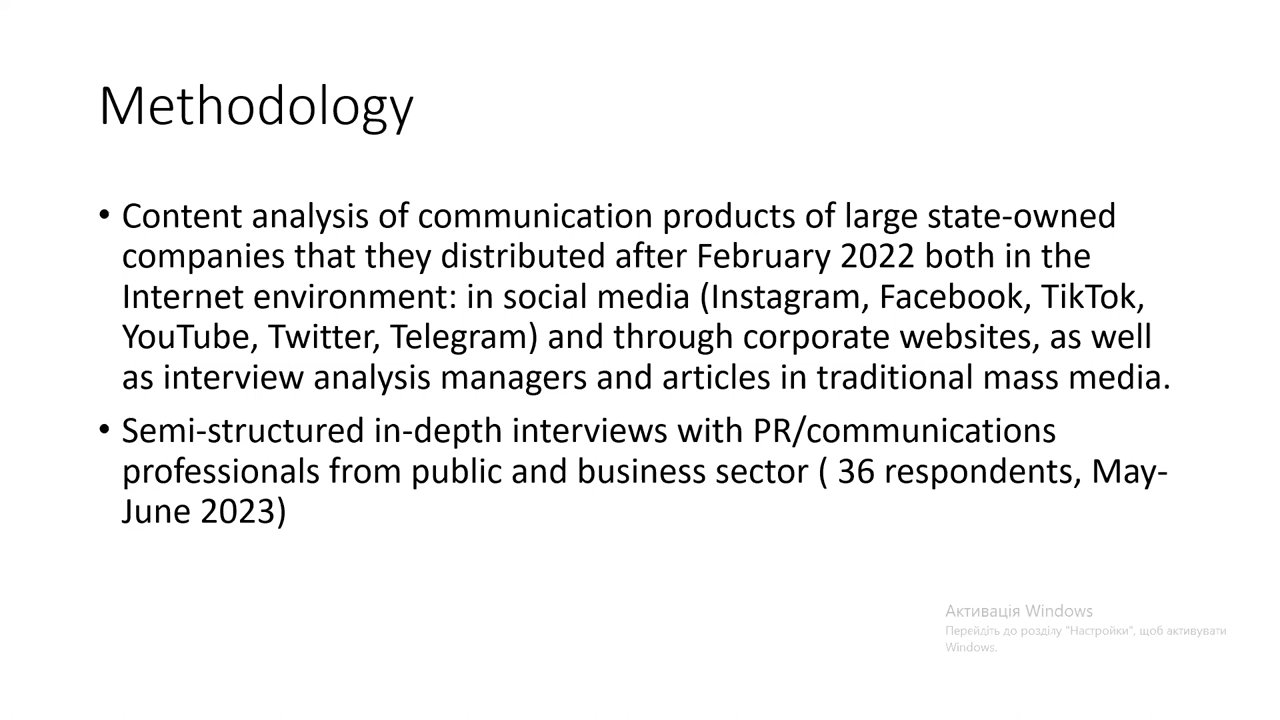 Methodology
• Content analysis of communication products of large state-owned
companies that they distributed after February 2022 both in the
Internet environment: in social media (Instagram, Facebook, TikTok,
YouTube, Twitter, Telegram) and through corporate websites, as well
as interview analysis managers and articles in traditional mass media.
• Semi-structured in-depth interviews with PR/communications
professionals from public and business sector ( 36 respondents, May-
June 2023)
Активація Windows
Перейдіть до розділу "Настройки", щоб активувати
Windows.